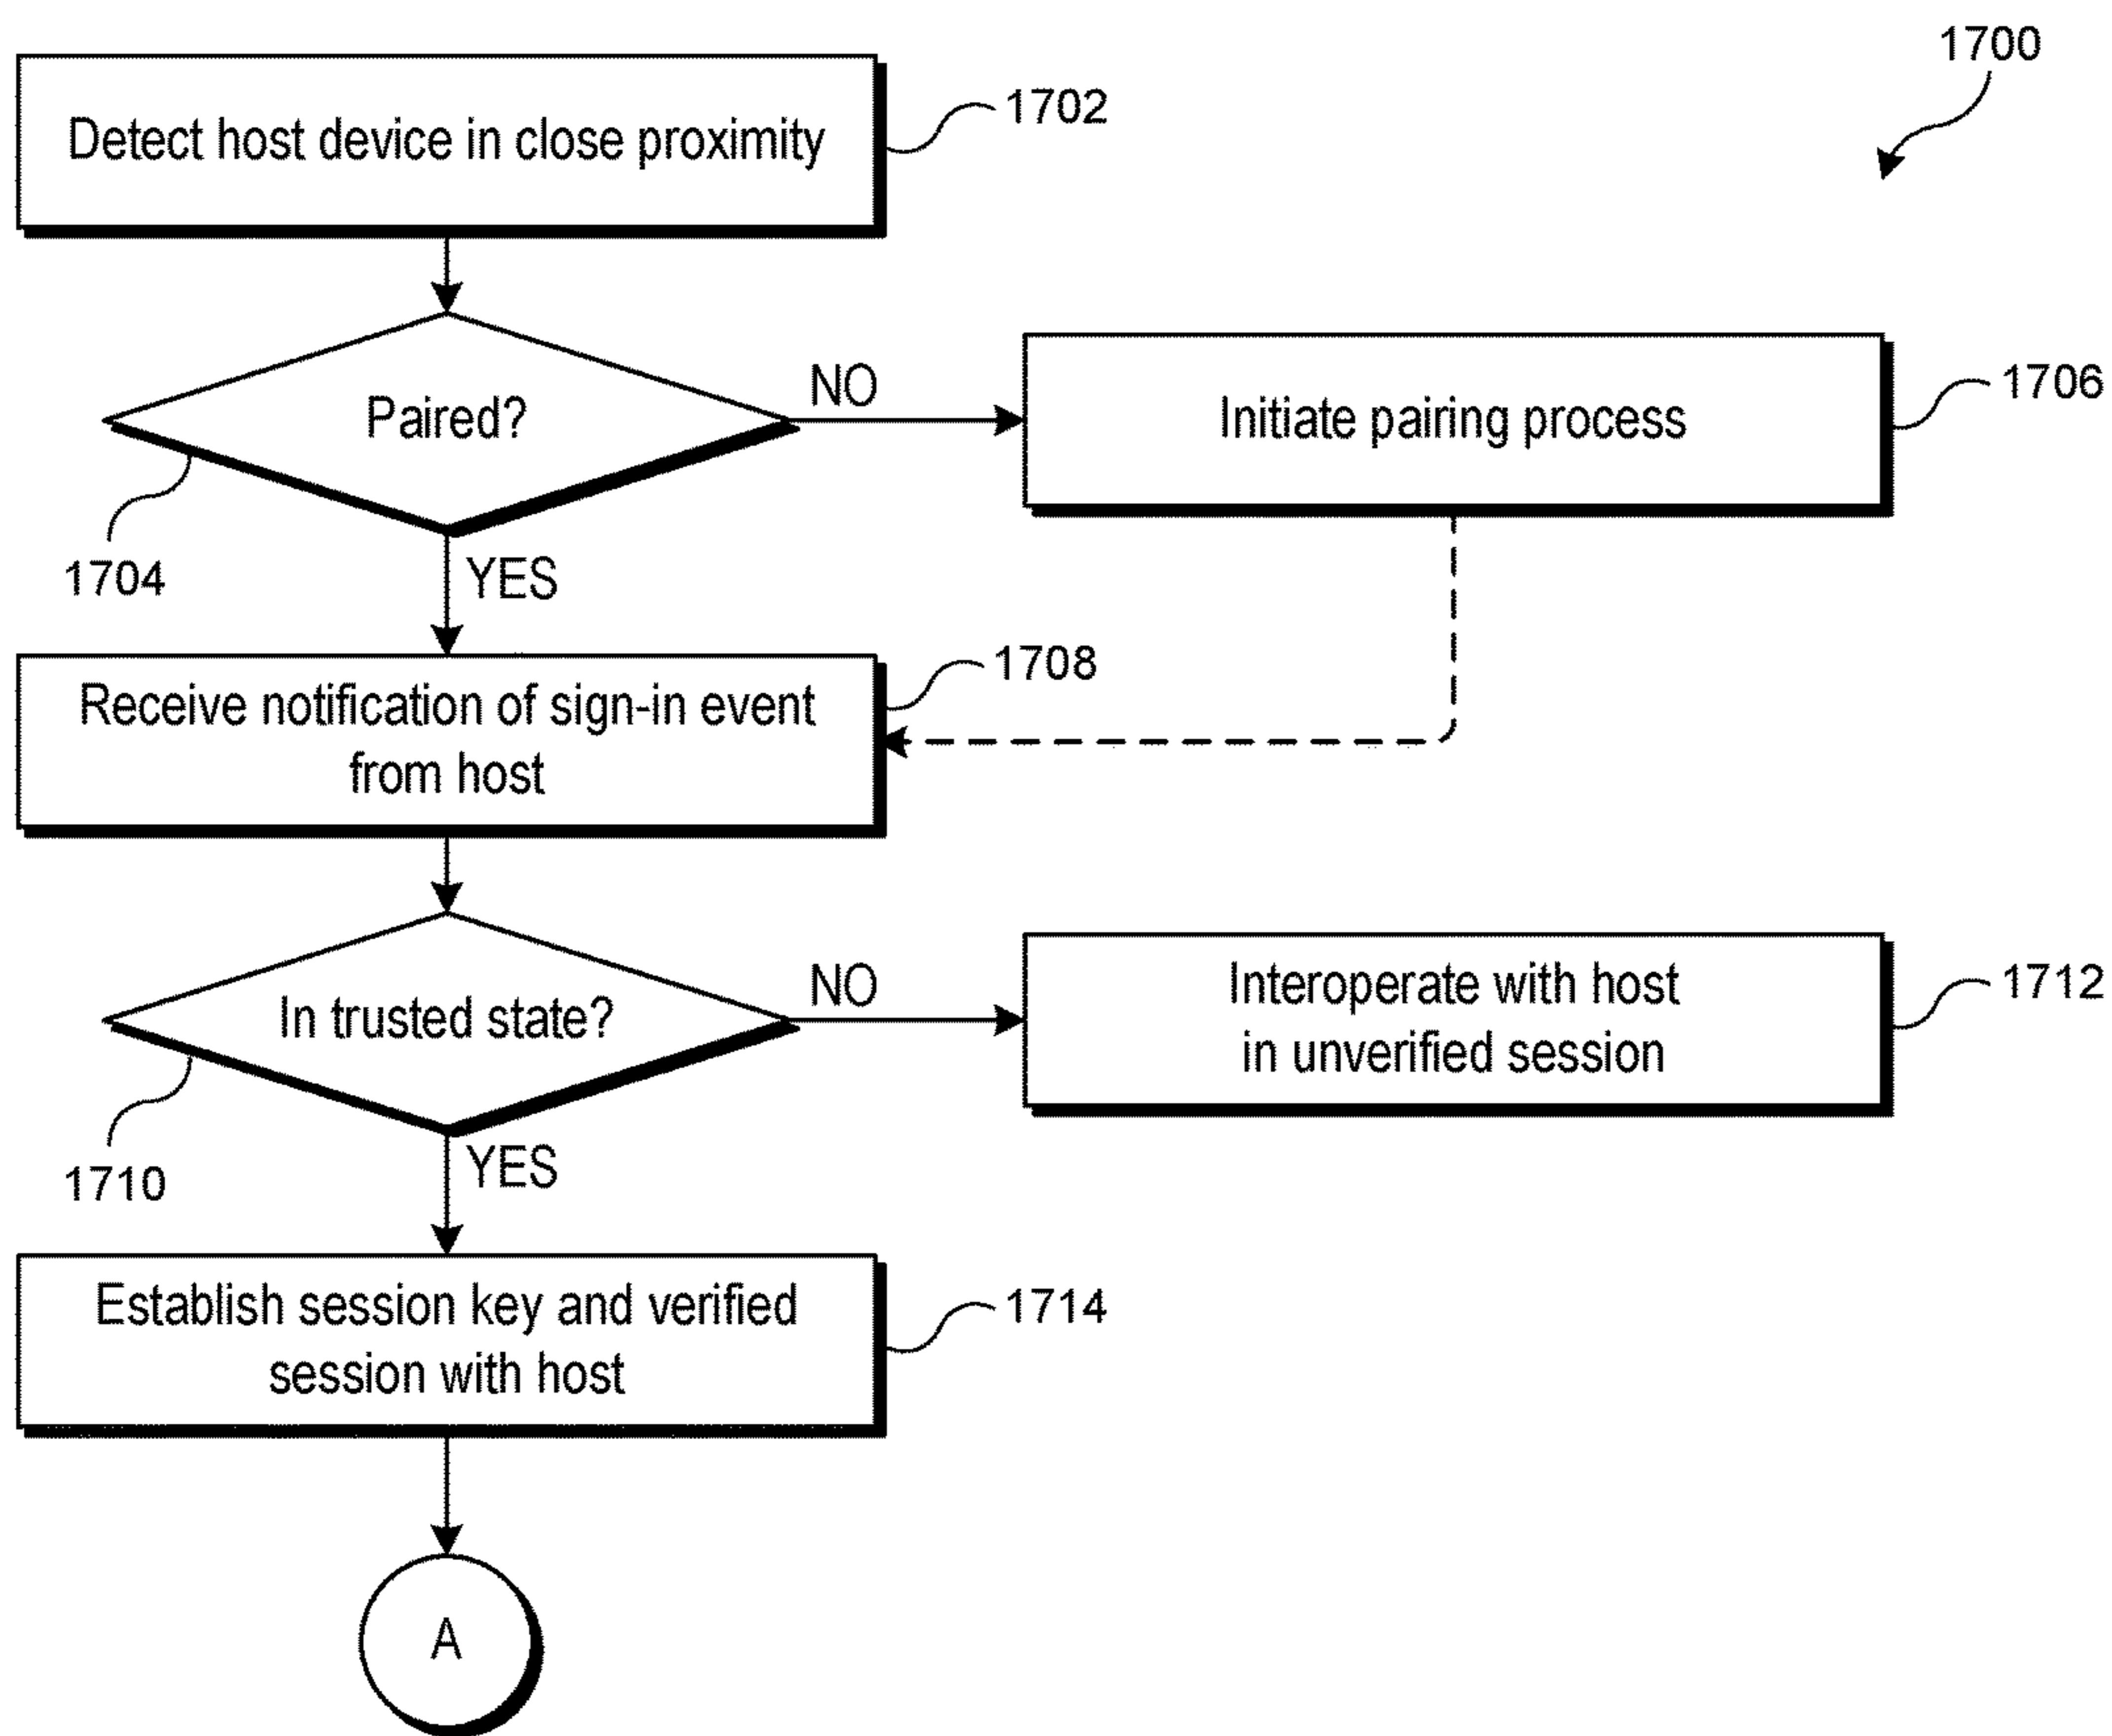 1700
Detect host device in close proximity
1702
Paired?
NO
Initiate pairing process
1706
1704
YES
Receive notification of sign-in event
from host
1708
In trusted state?
NO
Interoperate with host
in unverified session
1712
1710
YES
Establish session key and verified
session with host
1714
A